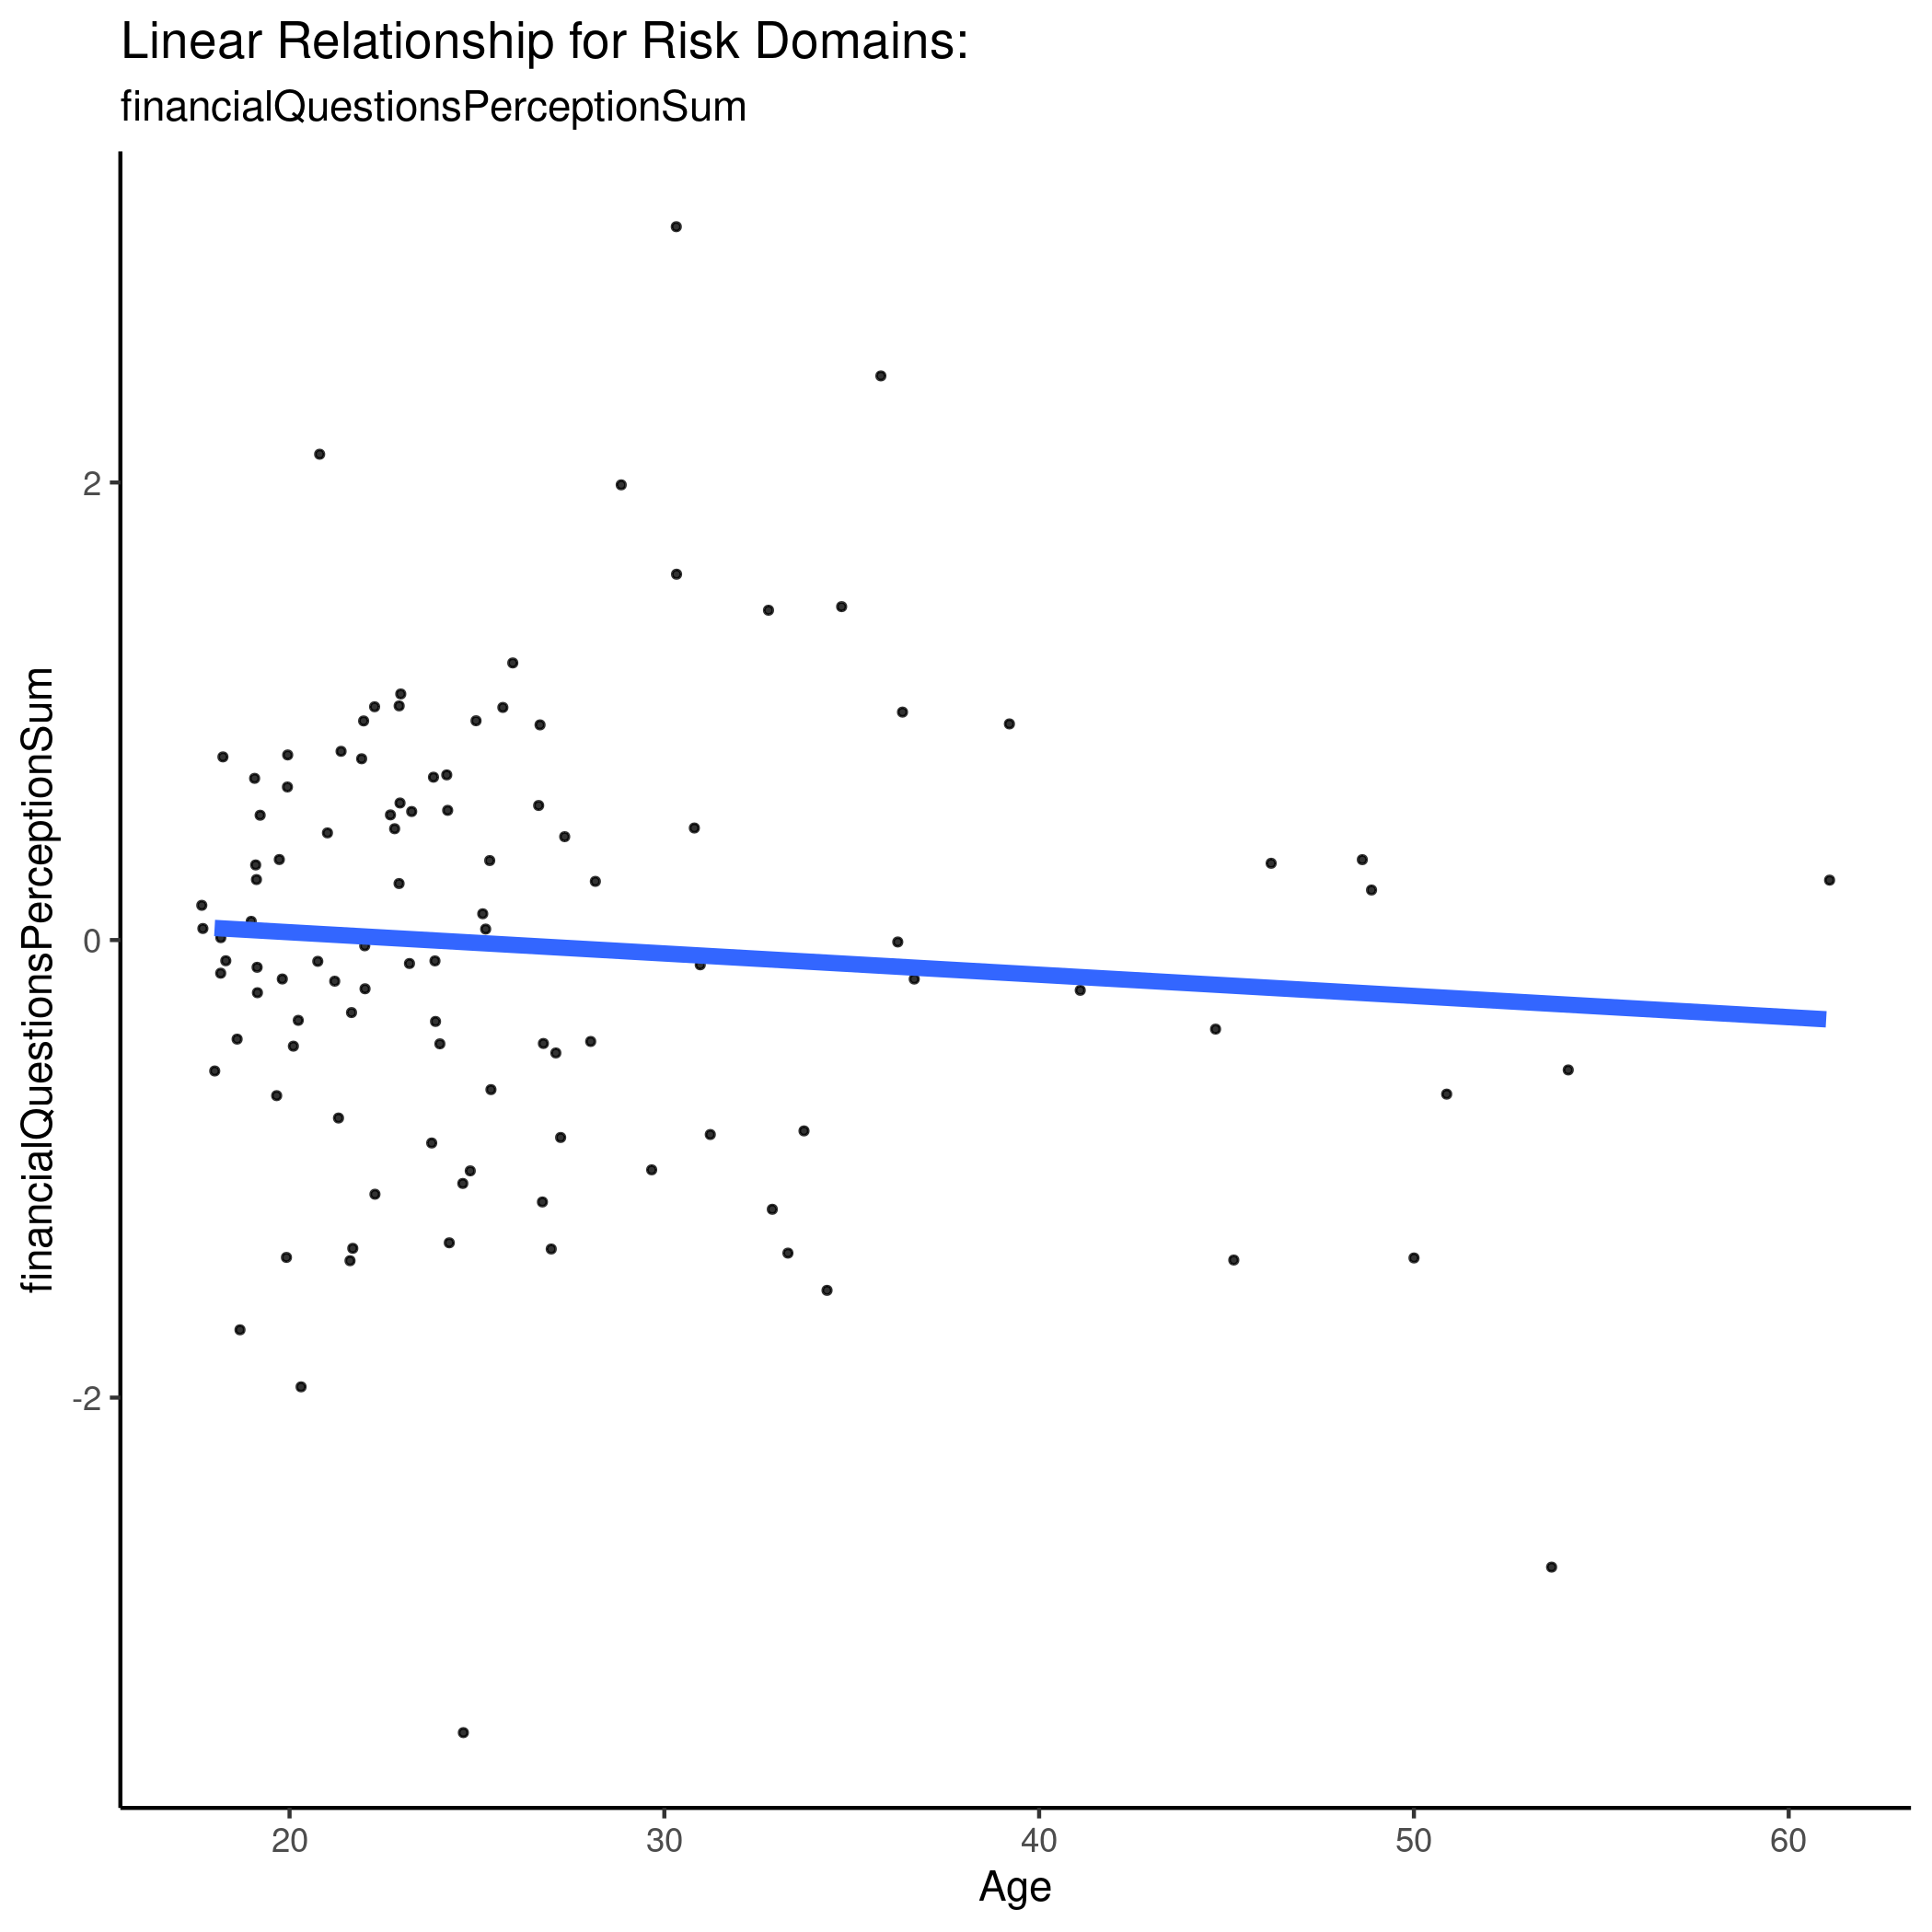 Linear Relationship for Risk Domains:
financialQuestionsPerceptionSum
financialQuestionsPerceptionSum
2
0
-2
20 30 40 50 60
Age